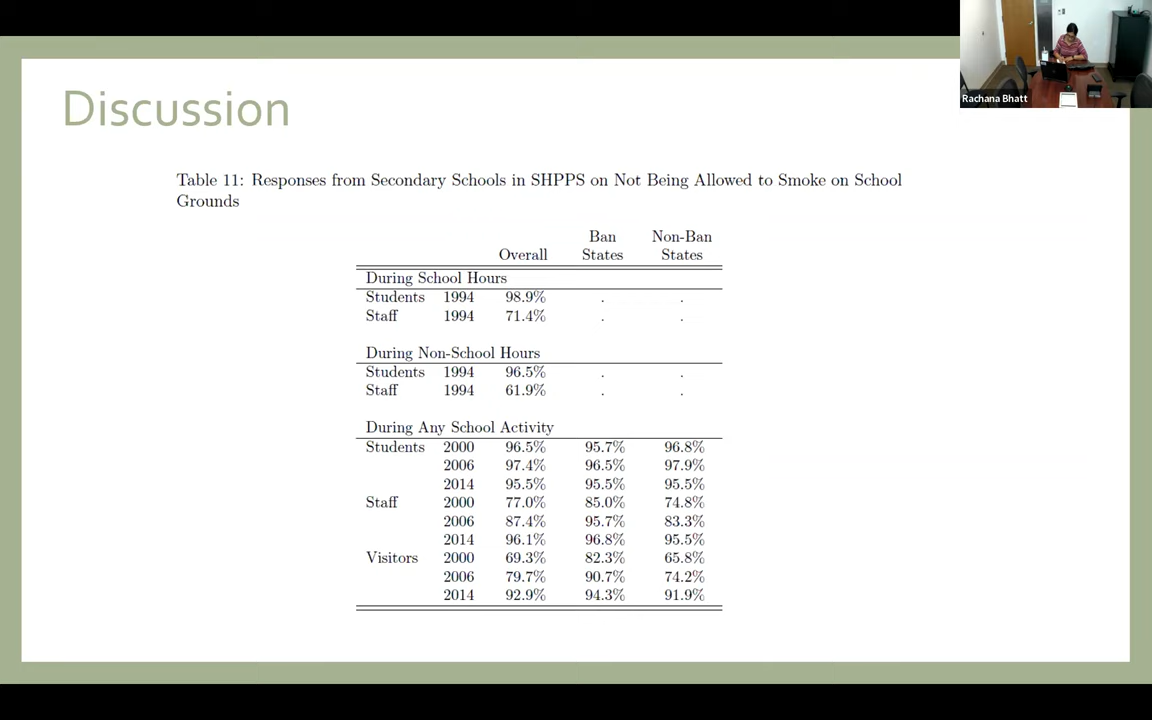 Discussion
Rachana Bhatt
Table 11: Responses from Secondary Schools in SHPPS on Not Being Allowed to Smoke on School
Grounds
Ban Non-Ban
Overall States States
During School Hours
Students 1994 98.9% . .
Staff 1994 71.4% . .
During Non-School Hours
Students 1994 96.5% . .
Staff 1994 61.9% . .
During Any School Activity
Students 2000 96.5% 95.7% 96.8%
2006 97.4% 96.5% 97.9%
2014 95.5% 95.5% 95.5%
Staff 2000 77.0% 85.0% 74.8%
2006 87.4% 95.7% 83.3%
2014 96.1% 96.8% 95.5%
Visitors 2000 69.3% 82.3% 65.8%
2006 79.7% 90.7% 74.2%
2014 92.9% 94.3% 91.9%